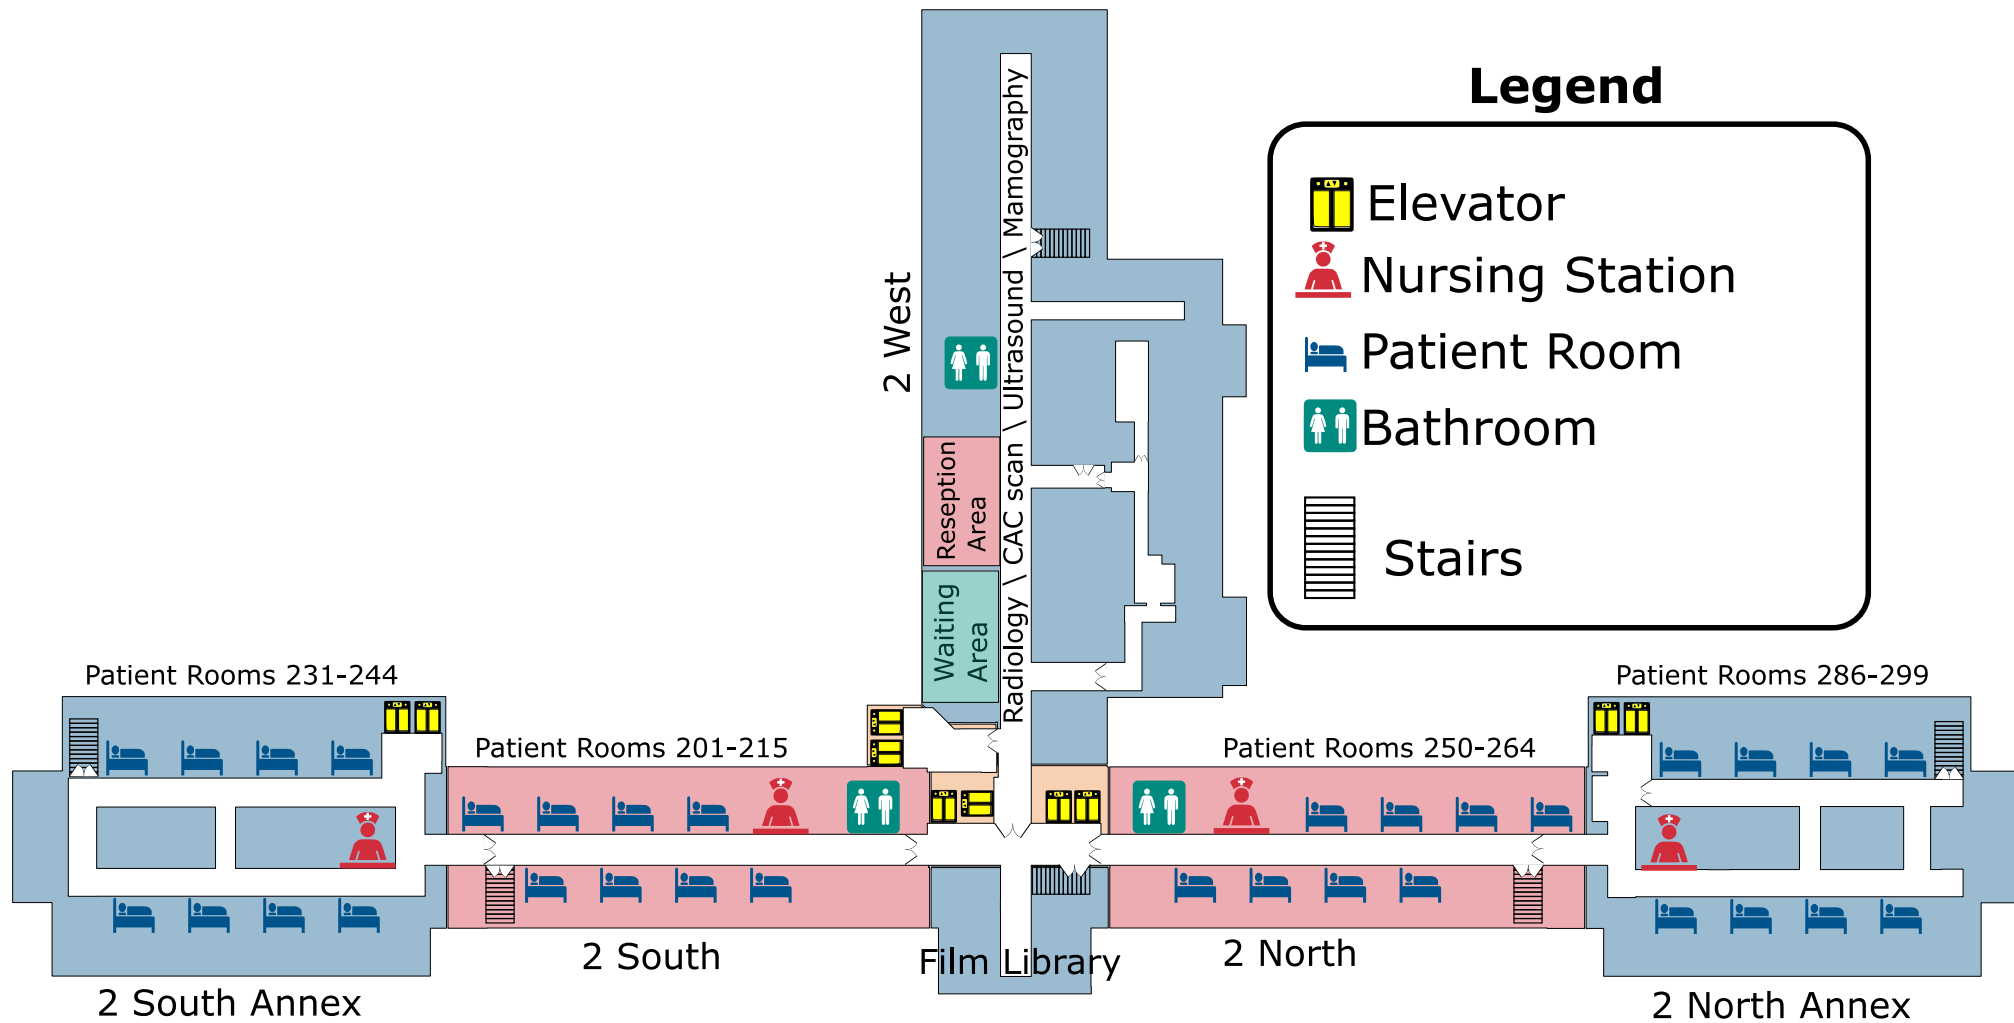 Legend
Elevator
Nursing Station
Patient Room
Bathroom
Stairs
2 West
Radiology \ CAC scan \ Ultrasound \ Mamography
Reseption
Area
Waiting
Area
Patient Rooms 231-244
Patient Rooms 201-215
Patient Rooms 250-264
Patient Rooms 286-299
2 South Annex
2 South
Film Library
2 North
2 North Annex